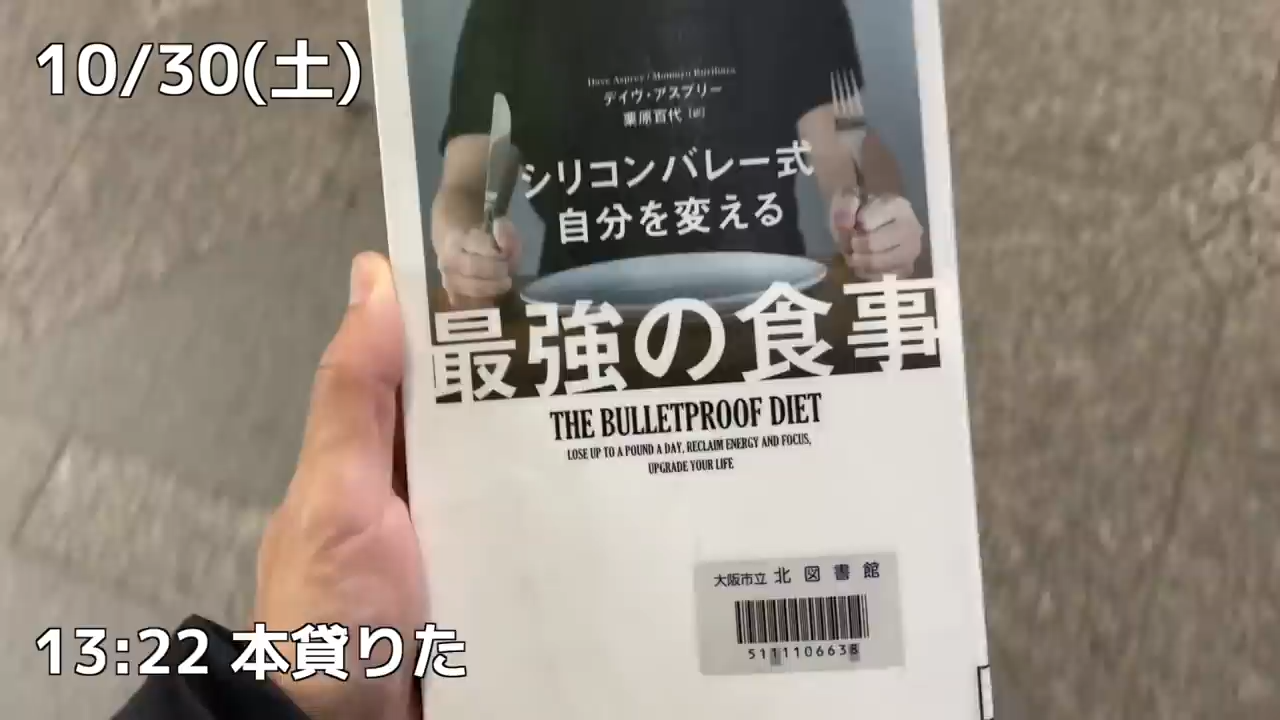 10/30(土)
Dave Asprey / Momoyo Kurihara
デイヴ・アスプリー
栗原百代[訳]
シリコンバレー式
自分を変える
最強の食事
THE BULLETPROOF DIET
LOSE UP TO A POUND A DAY, RECLAIM ENERGY AND FOCUS,
UPGRADE YOUR LIFE
大阪市立 北図書館
5111106638
13:22 本貸りた